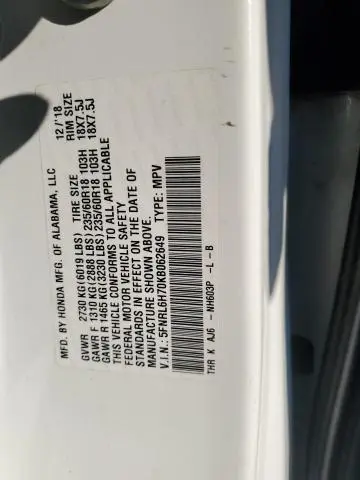 MFD. BY HONDA MFG. OF ALABAMA, LLC 12/'18
TIRE SIZE RIM SIZE
GVWR 2730 KG(6019 LBS)
GAWR F 1310 KG(2888 LBS) 235/60R18 103H 18X7.5J
GAWR R 1465 KG(3230 LBS) 235/60R18 103H 18X7.5J
THIS VEHICLE CONFORMS TO ALL APPLICABLE
FEDERAL MOTOR VEHICLE SAFETY
STANDARDS IN EFFECT ON THE DATE OF
MANUFACTURE SHOWN ABOVE.
V.I.N.: 5FNRL6H70KB062649 TYPE: MPV
THR K AJ6 -NH603P -L -B